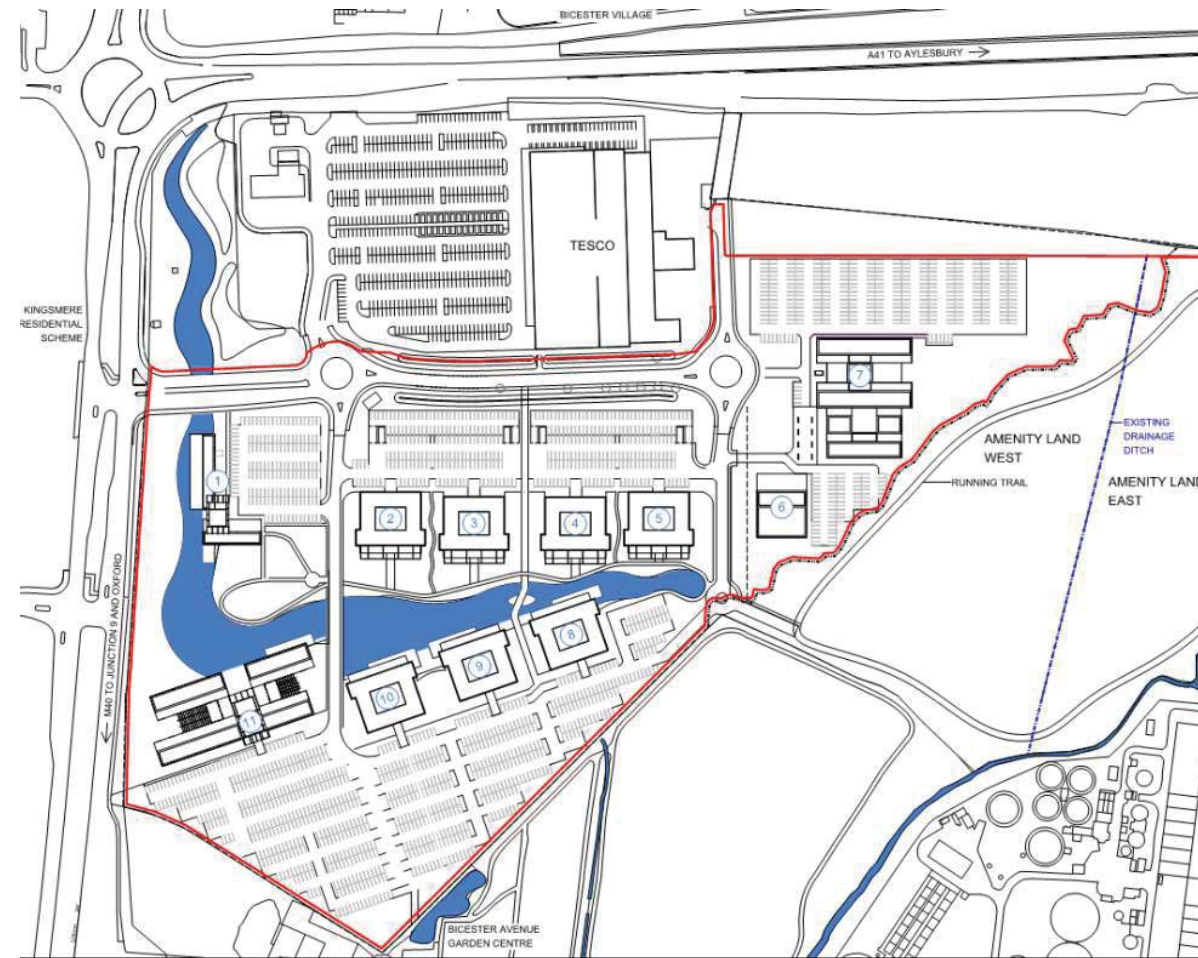 BICESTER VILLAGE
A41 TO AYLESBURY
TESCO
KINGSMERE
RESIDENTIAL
SCHEME
7
EXISTING
DRAINAGE
DITCH
AMENITY LAND
WEST
RUNNING TRAIL
AMENITY LAND
EAST
1
2
3
4
5
6
M40 TO JUNCTION 9 AND OXFORD
8
9
10
11
BICESTER AVENUE
GARDEN CENTRE